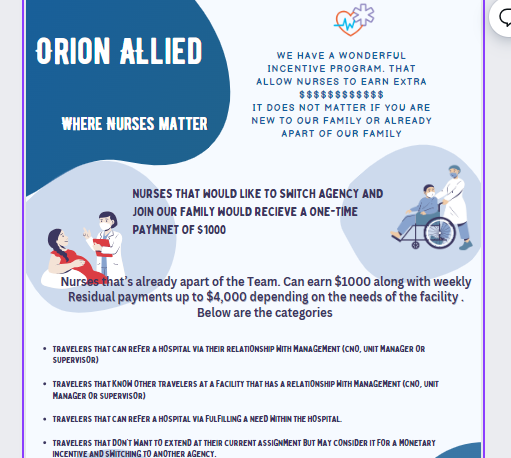 ORION ALLIED
WHERE NURSES MATTER
WE HAVE A WONDERFUL
INCENTIVE PROGRAM. THAT
ALLOW NURSES TO EARN EXTRA
$$$$$$$$$$$$
IT DOES NOT MATTER IF YOU ARE
NEW TO OUR FAMILY OR ALREADY
APART OF OUR FAMILY
NURSES THAT WOULD LIKE TO SWITCH AGENCY AND
JOIN OUR FAMILY WOULD RECIEVE A ONE-TIME
PAYMNET OF $1000
Nurses that's already apart of the Team. Can earn $1000 along with weekly
Residual payments up to $4,000 depending on the needs of the facility .
Below are the categories
• TRAVELERS THAT CAN REFER A HOSPITAL VIA THEIR RELATIONSHIP WITH MANAGEMENT (CNO, UNIT MANAGER OR
SUPERVISOR)
• TRAVELERS THAT KNOW OTHER TRAVELERS AT A FACILITY THAT HAS A RELATIONSHIP WITH MANAGEMENT (CNO, UNIT
MANAGER OR SUPERVISOR)
• TRAVELERS THAT CAN REFER A HOSPITAL VIA FULFILLING A NEED WITHIN THE HOSPITAL.
• TRAVELERS THAT DON'T WANT TO EXTEND AT THEIR CURRENT ASSIGNMENT BUT MAY CONSIDER IT FOR A MONETARY
INCENTIVE AND SWITCHING TO ANOTHER AGENCY.